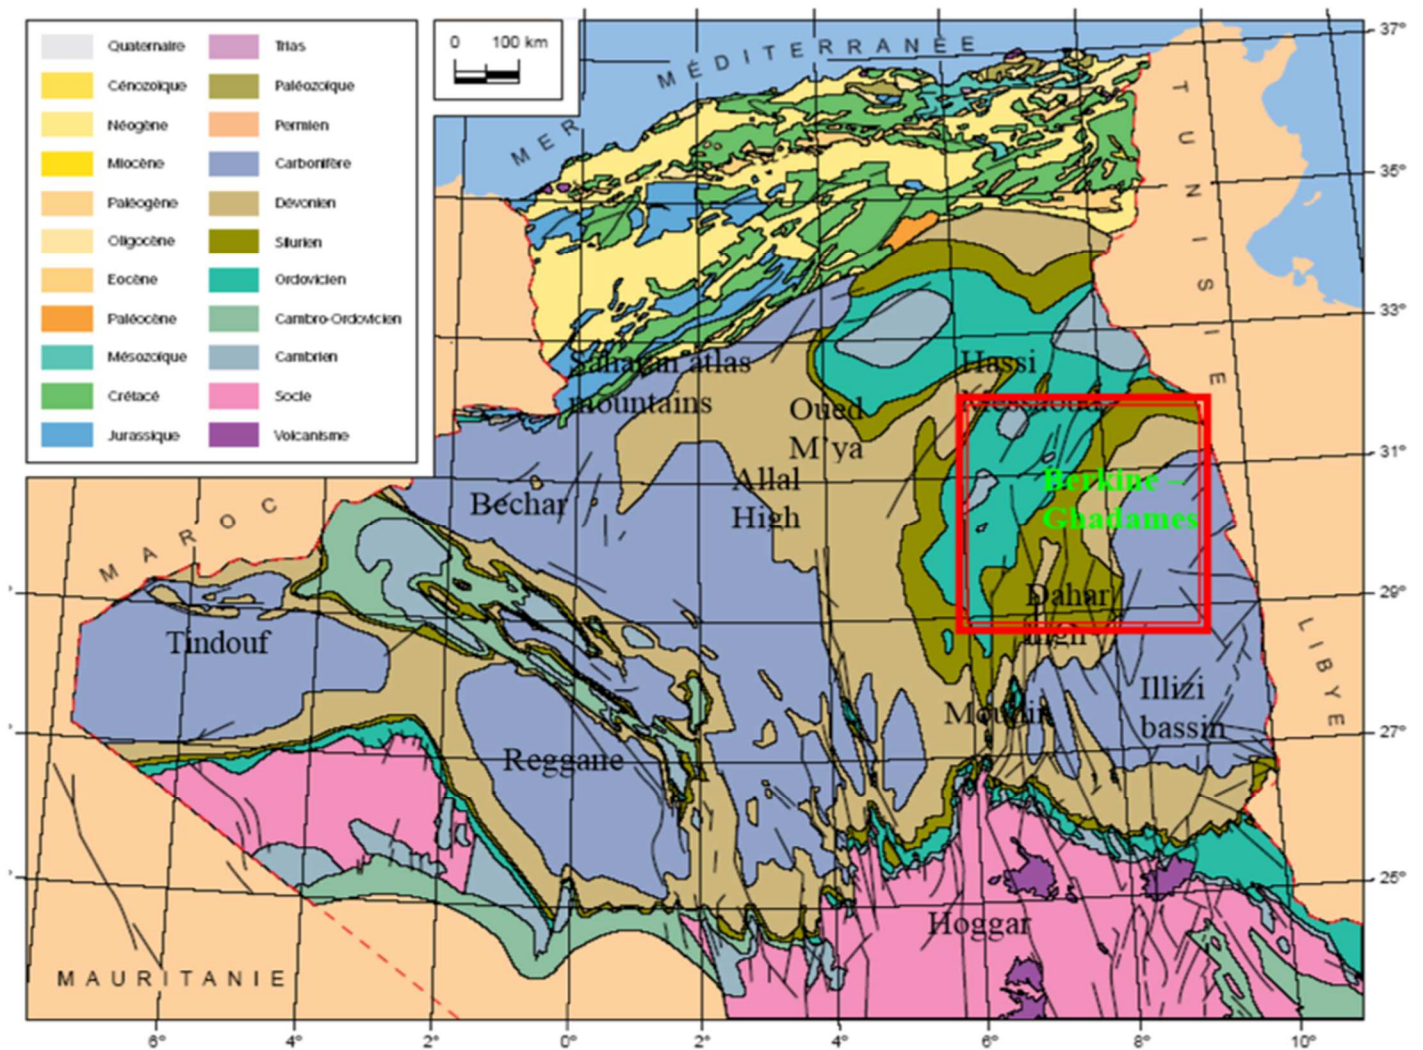 Quaternaire
Cénozoïque
Néogène
Miocène
Paléogène
Oligocène
Eocène
Paléocène
Mésozoïque
Crétacé
Jurassique
Trias
Paléozoïque
Permien
Carbonifère
Dévonien
Silurien
Ordovicien
Cambro-Ordovicien
Cambrien
Socle
Volcanisme
0 100 km
MER MÉDITERRANÉE
TUNISIE
LIBYE
MAROC
MAURITANIE
Saharan atlas
mountains
Hassi
Messaoud
Oued
M'ya
Allal
High
Bechar
Berkine –
Ghadames
Dahar
high
Tindouf
Illizi
bassin
Moudir
Reggane
Hoggar
37°
35°
33°
31°
29°
27°
25°
6°
4°
2°
0°
2°
4°
6°
8°
10°